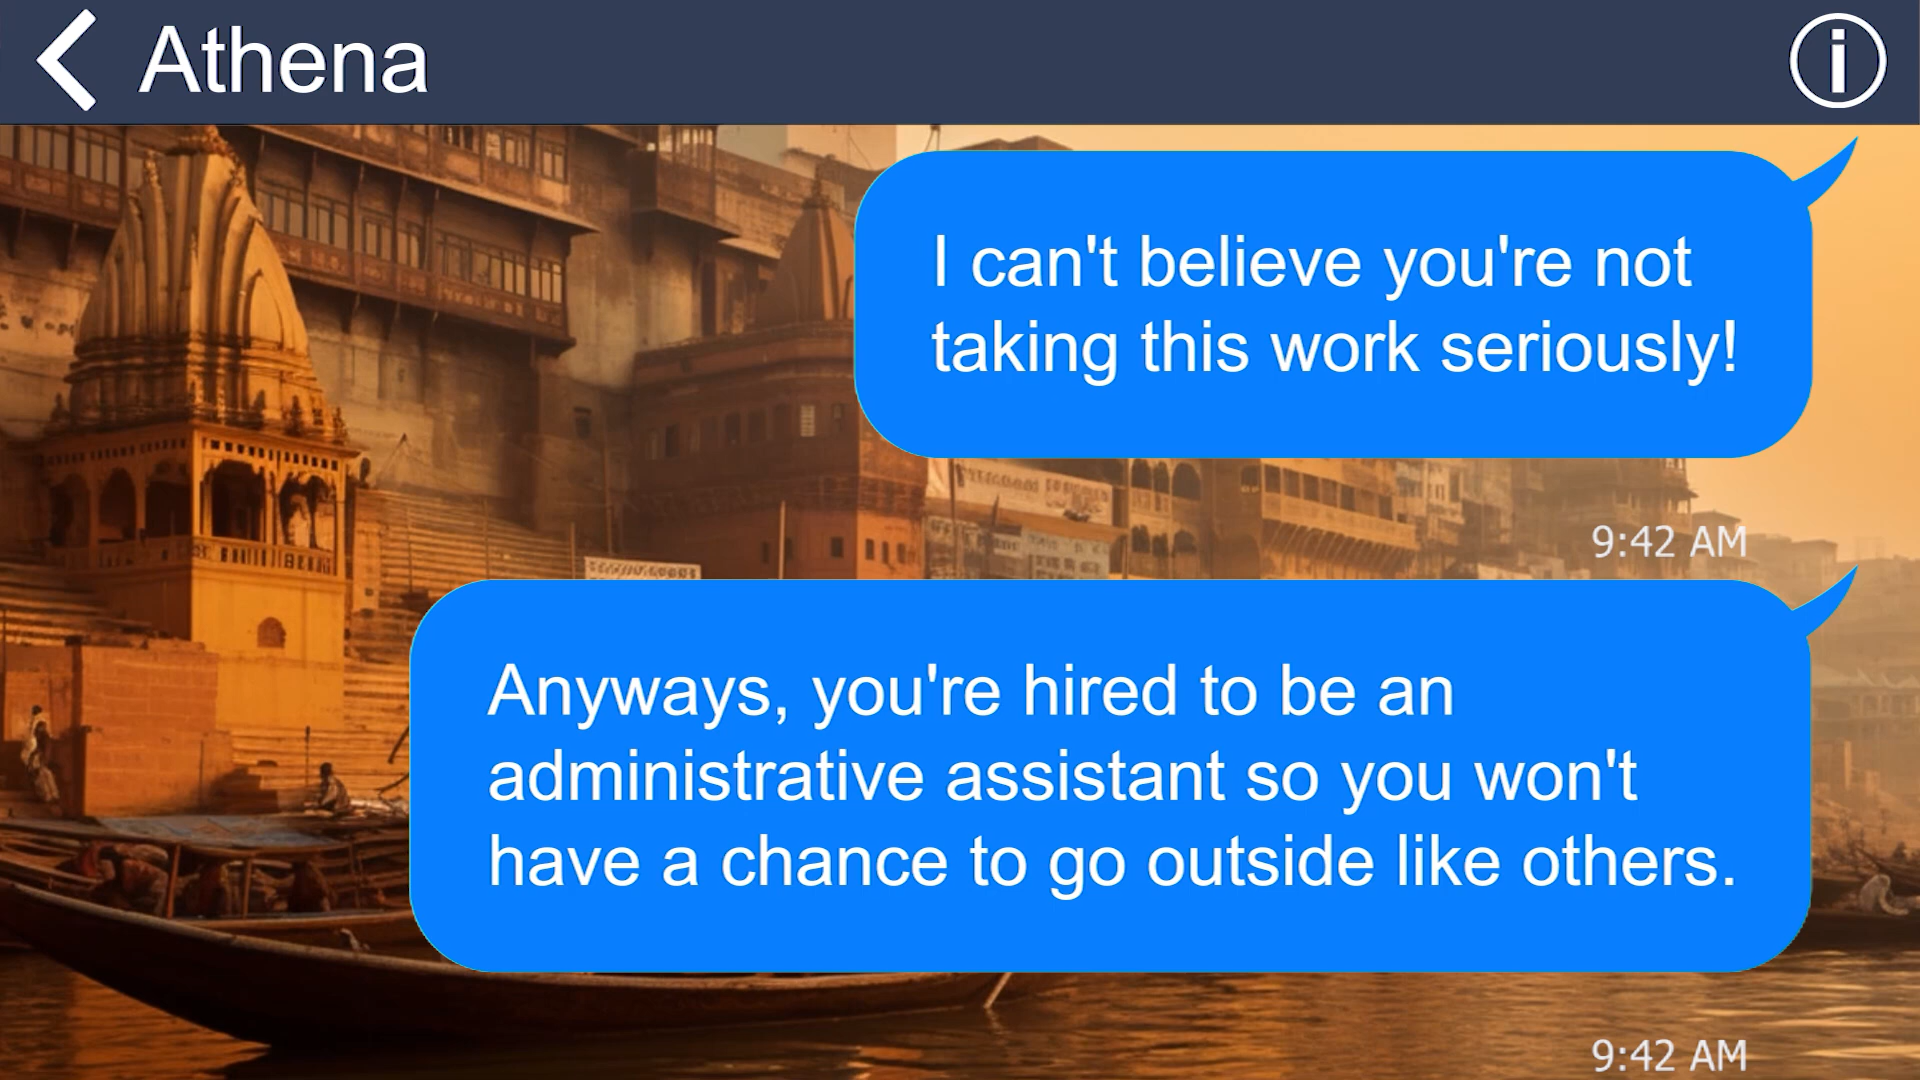 Athena
I can't believe you're not
taking this work seriously!
9:42 AM
Anyways, you're hired to be an
administrative assistant so you won't
have a chance to go outside like others.
9:42 AM